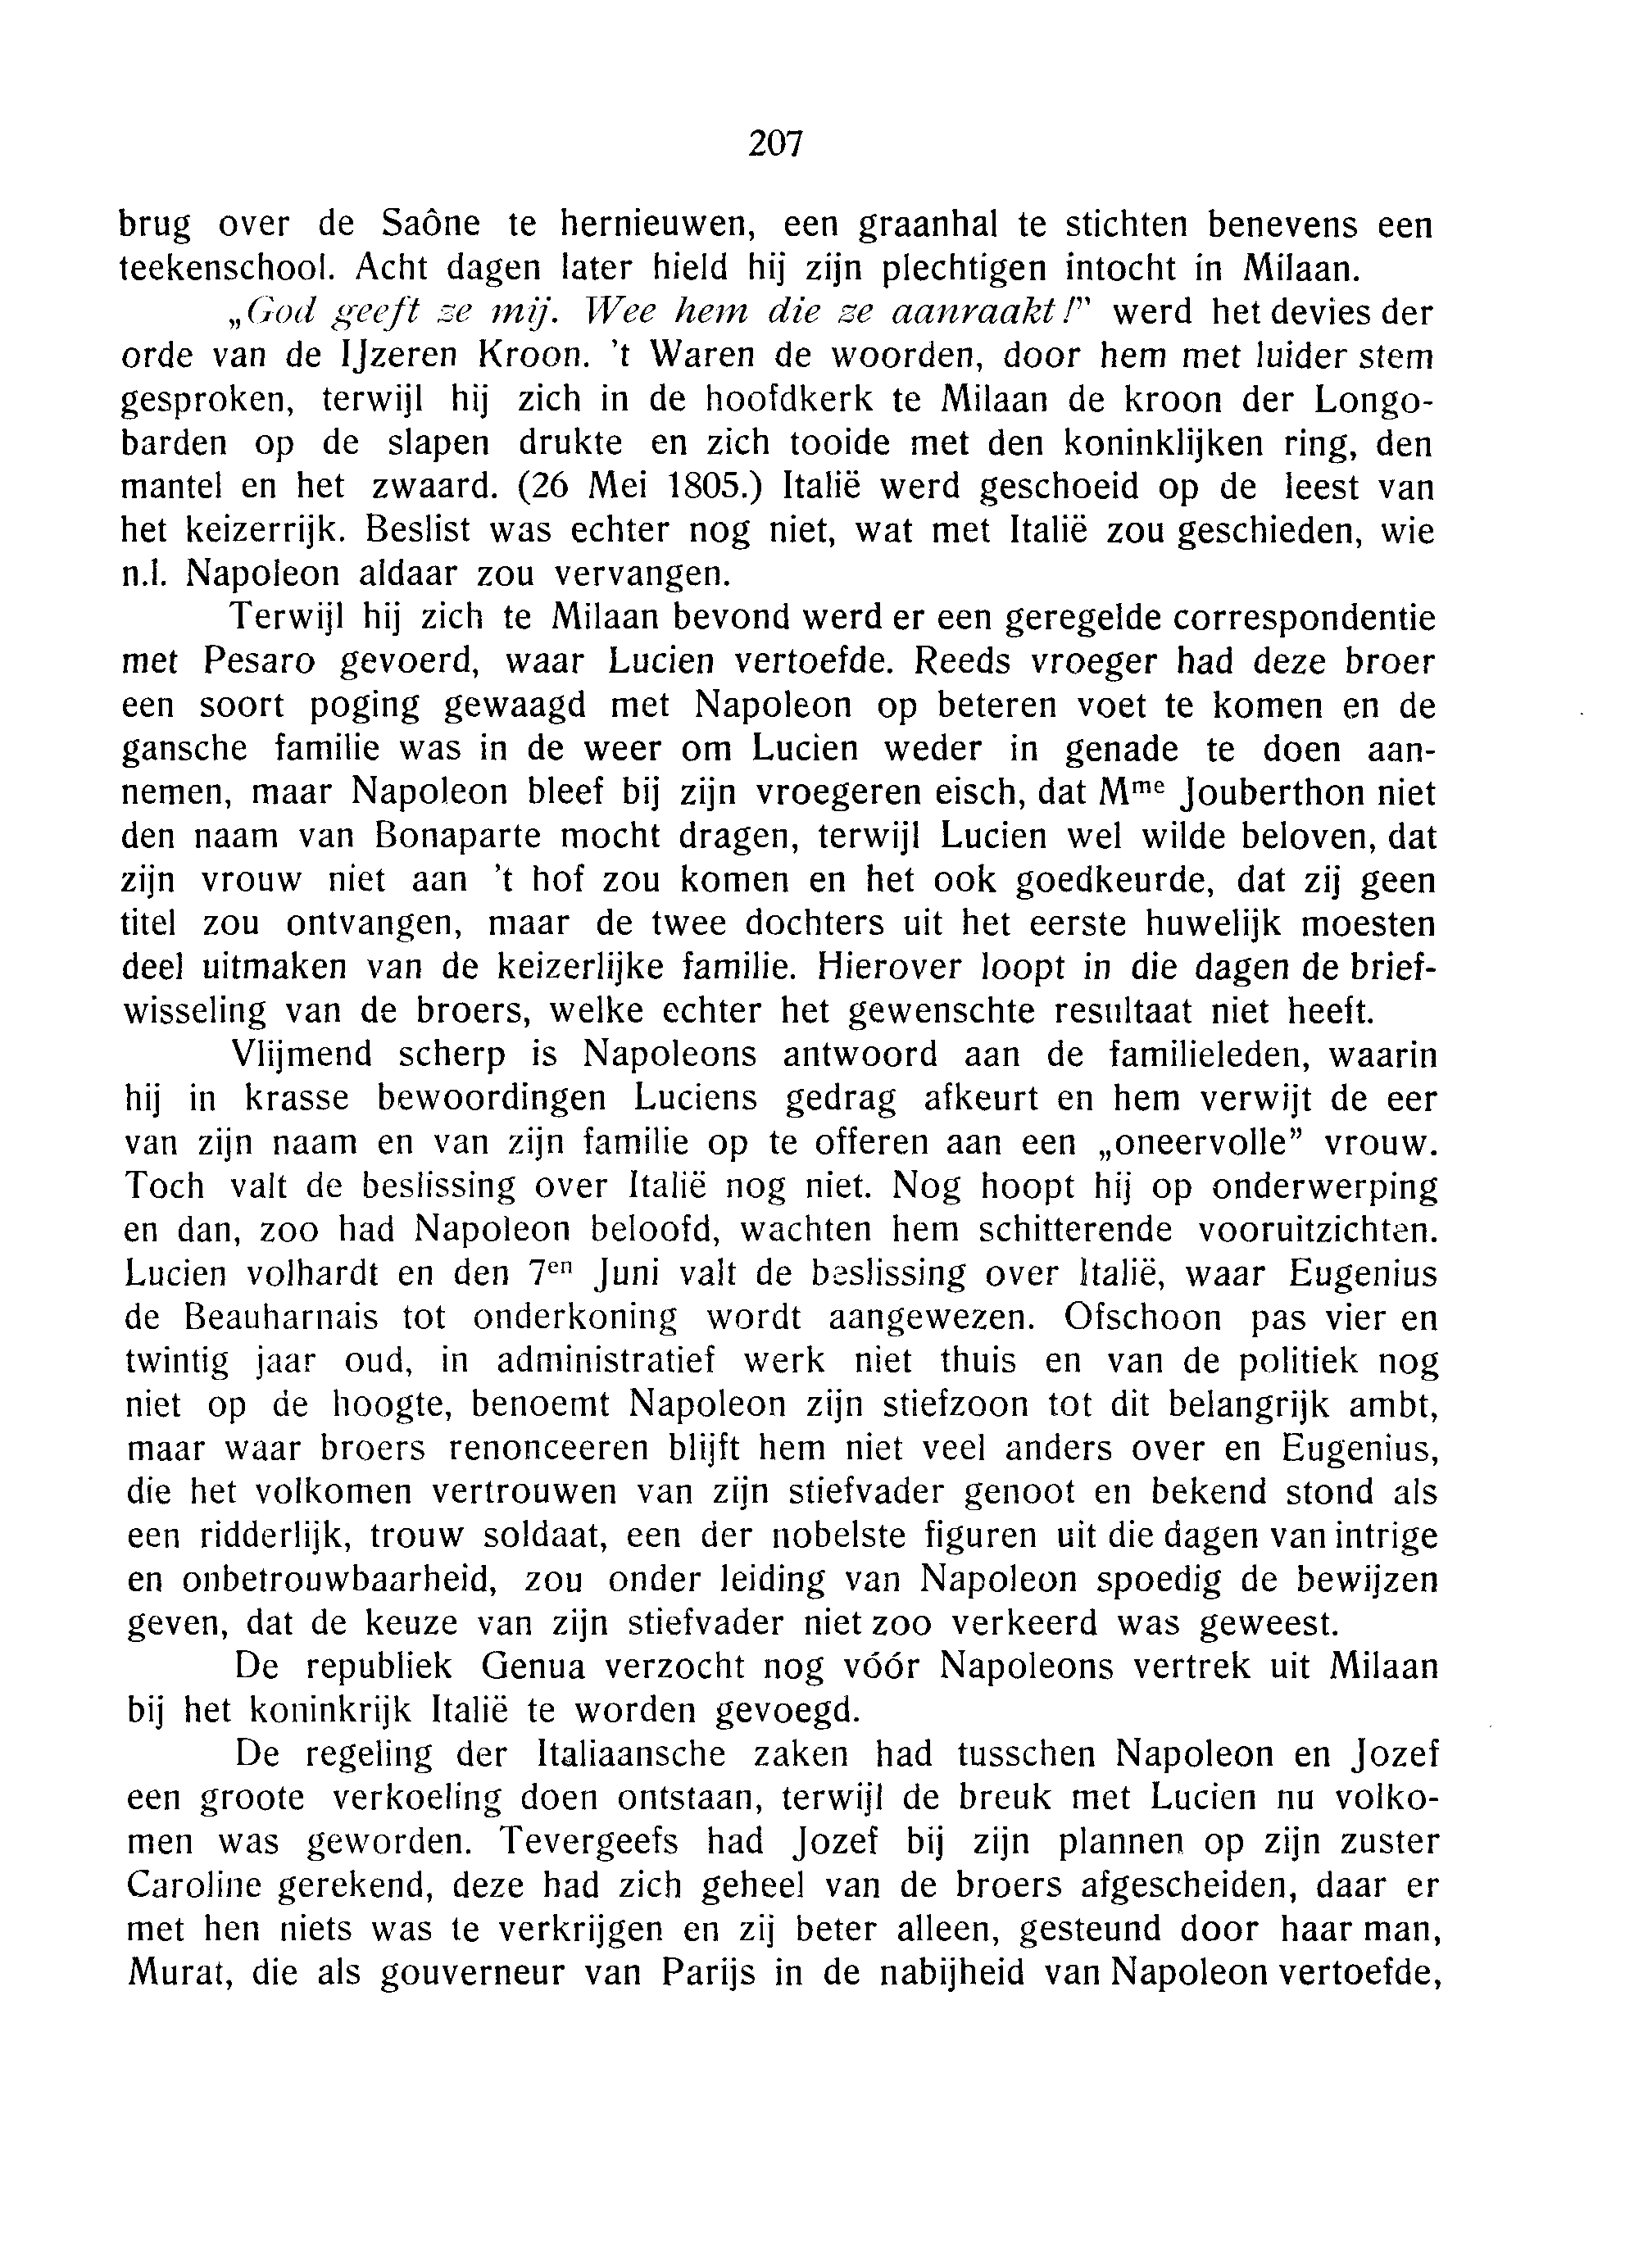 207
brug over de Saône te hernieuwen, een graanhal te stichten benevens een
teekenschool. Acht dagen later hield hij zijn plechtigen intocht in Milaan.
„God geeft ze mij. Wee hem die ze aanraakt!" werd het devies der
orde van de IJzeren Kroon. 't Waren de woorden, door hem met luider stem
gesproken, terwijl hij zich in de hoofdkerk te Milaan de kroon der Longo-
barden op de slapen drukte en zich tooide met den koninklijken ring, den
mantel en het zwaard. (26 Mei 1805.) Italië werd geschoeid op de leest van
het keizerrijk. Beslist was echter nog niet, wat met Italië zou geschieden, wie
n.l. Napoleon aldaar zou vervangen.
Terwijl hij zich te Milaan bevond werd er een geregelde correspondentie
met Pesaro gevoerd, waar Lucien vertoefde. Reeds vroeger had deze broer
een soort poging gewaagd met Napoleon op beteren voet te komen en de
gansche familie was in de weer om Lucien weder in genade te doen aan-
nemen, maar Napoleon bleef bij zijn vroegeren eisch, dat Mme Jouberthon niet
den naam van Bonaparte mocht dragen, terwijl Lucien wel wilde beloven, dat
zijn vrouw niet aan 't hof zou komen en het ook goedkeurde, dat zij geen
titel zou ontvangen, maar de twee dochters uit het eerste huwelijk moesten
deel uitmaken van de keizerlijke familie. Hierover loopt in die dagen de brief-
wisseling van de broers, welke echter het gewenschte resultaat niet heeft.
Vlijmend scherp is Napoleons antwoord aan de familieleden, waarin
hij in krasse bewoordingen Luciens gedrag afkeurt en hem verwijt de eer
van zijn naam en van zijn familie op te offeren aan een „oneervolle” vrouw.
Toch valt de beslissing over Italië nog niet. Nog hoopt hij op onderwerping
en dan, zoo had Napoleon beloofd, wachten hem schitterende vooruitzichten.
Lucien volhardt en den 7en Juni valt de beslissing over Italië, waar Eugenius
de Beauharnais tot onderkoning wordt aangewezen. Ofschoon pas vier en
twintig jaar oud, in administratief werk niet thuis en van de politiek nog
niet op de hoogte, benoemt Napoleon zijn stiefzoon tot dit belangrijk ambt,
maar waar broers renonceeren blijft hem niet veel anders over en Eugenius,
die het volkomen vertrouwen van zijn stiefvader genoot en bekend stond als
een ridderlijk, trouw soldaat, een der nobelste figuren uit die dagen van intrige
en onbetrouwbaarheid, zou onder leiding van Napoleon spoedig de bewijzen
geven, dat de keuze van zijn stiefvader niet zoo verkeerd was geweest.
De republiek Genua verzocht nog vóór Napoleons vertrek uit Milaan
bij het koninkrijk Italië te worden gevoegd.
De regeling der Italiaansche zaken had tusschen Napoleon en Jozef
een groote verkoeling doen ontstaan, terwijl de breuk met Lucien nu volko-
men was geworden. Tevergeefs had Jozef bij zijn plannen op zijn zuster
Caroline gerekend, deze had zich geheel van de broers afgescheiden, daar er
met hen niets was te verkrijgen en zij beter alleen, gesteund door haar man,
Murat, die als gouverneur van Parijs in de nabijheid van Napoleon vertoefde,